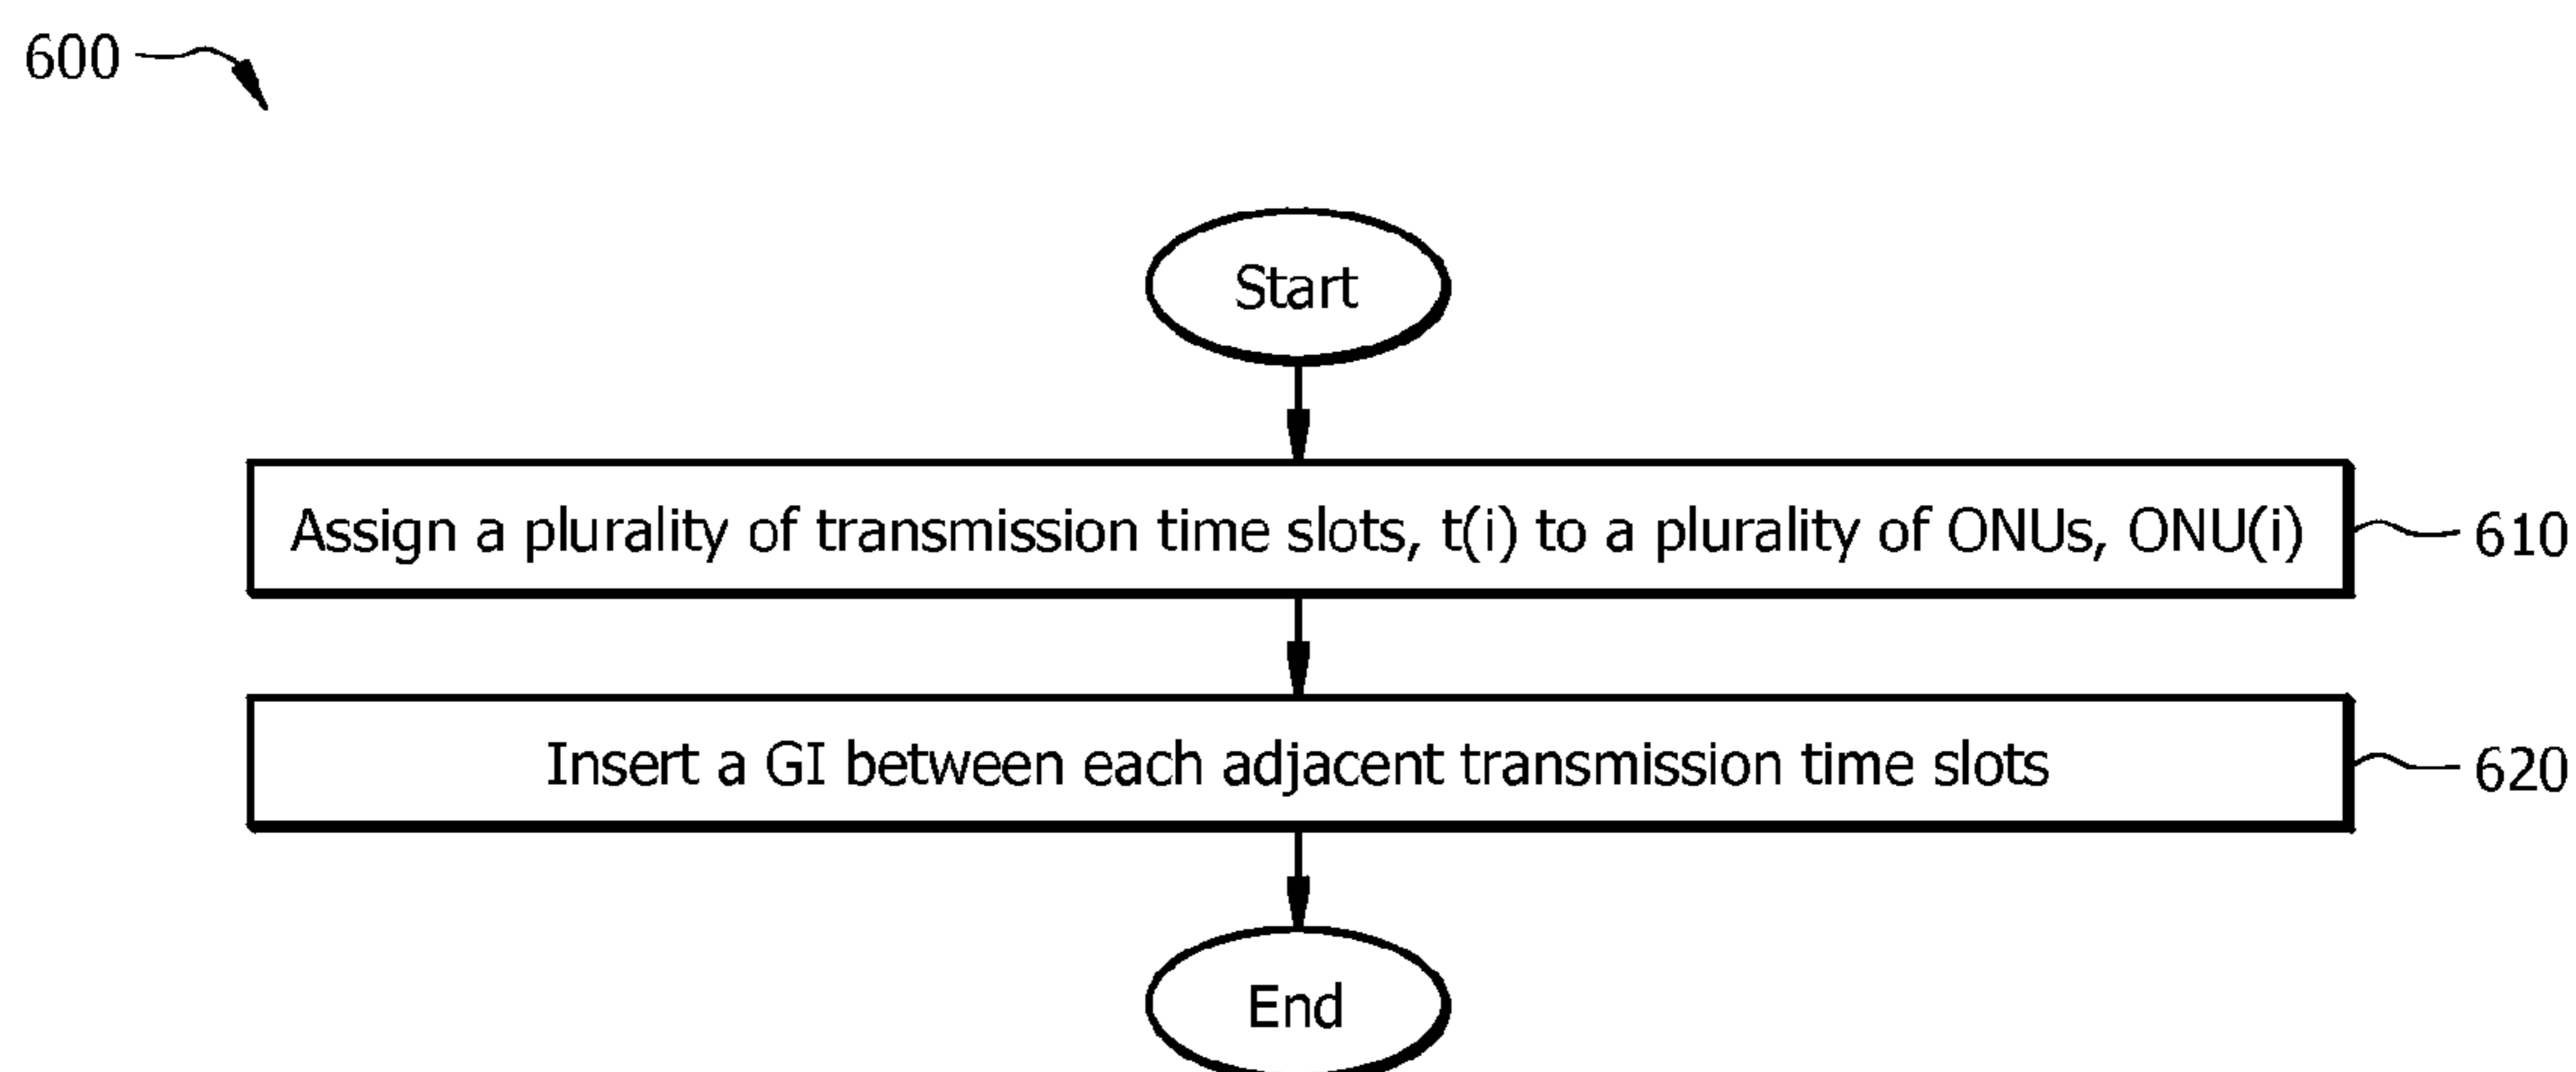 600
Start
Assign a plurality of transmission time slots, t(i) to a plurality of ONUs, ONU(i)
610
Insert a GI between each adjacent transmission time slots
620
End